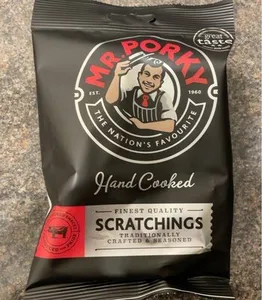 great
taste
MR. PORKY
EST. 1960
THE NATION'S FAVOURITE
Hand Cooked
FINEST QUALITY
SCRATCHINGS
TRADITIONALLY
CRAFTED & SEASONED